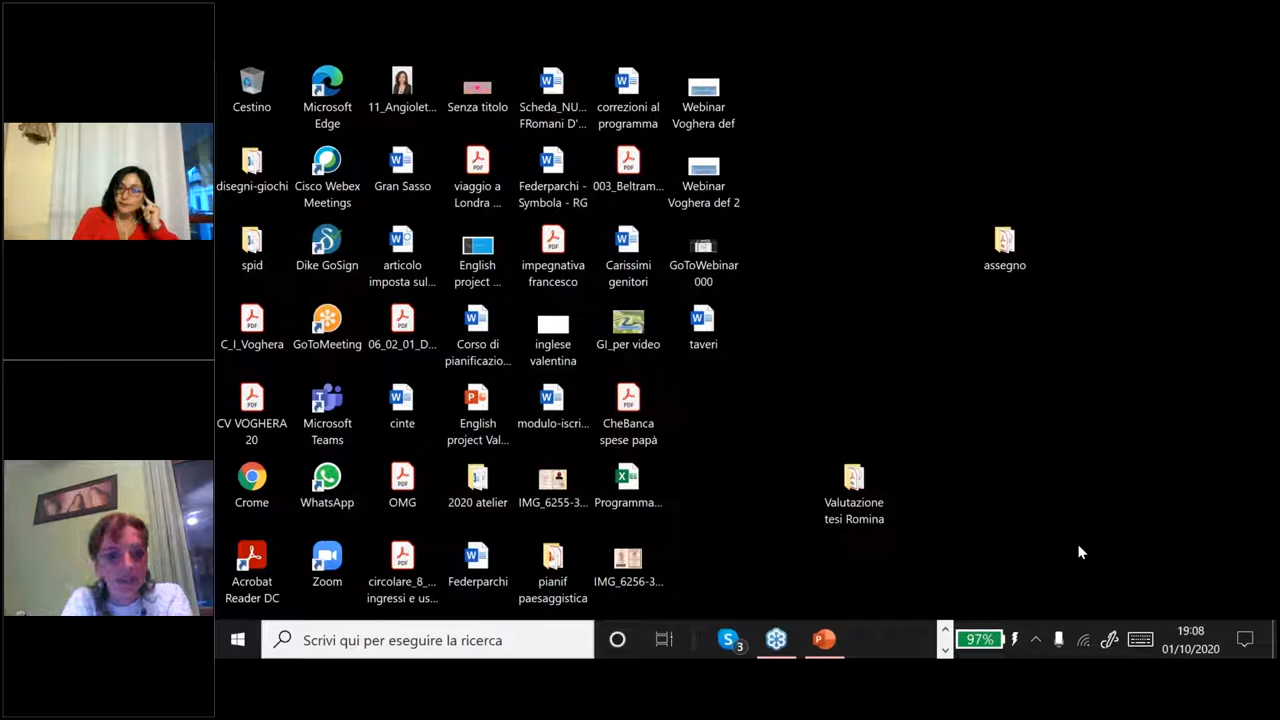 Cestino
Microsoft
Edge
11_Angiolet...
Senza titolo
Scheda_NU...
FRomani D'...
correzioni al
programma
Webinar
Voghera def
disegni-giochi
Cisco Webex
Meetings
Gran Sasso
viaggio a
Londra ...
Federparchi -
Symbola - RG
003_Beltram...
Webinar
Voghera def 2
spid
Dike GoSign
articolo
imposta sul...
English
project ...
impegnativa
francesco
Carissimi
genitori
GoToWebinar
000
assegno
C_I_Voghera
GoToMeeting
06_02_01_D...
Corso di
pianificazio...
inglese
valentina
GI_per video
taveri
CV VOGHERA
20
Microsoft
Teams
cinte
English
project Val...
modulo-iscri...
CheBanca
spese papà
Crome
WhatsApp
OMG
2020 atelier
IMG_6255-3...
Programma...
Valutazione
tesi Romina
Acrobat
Reader DC
Zoom
circolare_8_...
ingressi e us...
Federparchi
pianif
paesaggistica
IMG_6256-3...
Scrivi qui per eseguire la ricerca
3
97%
19:08
01/10/2020